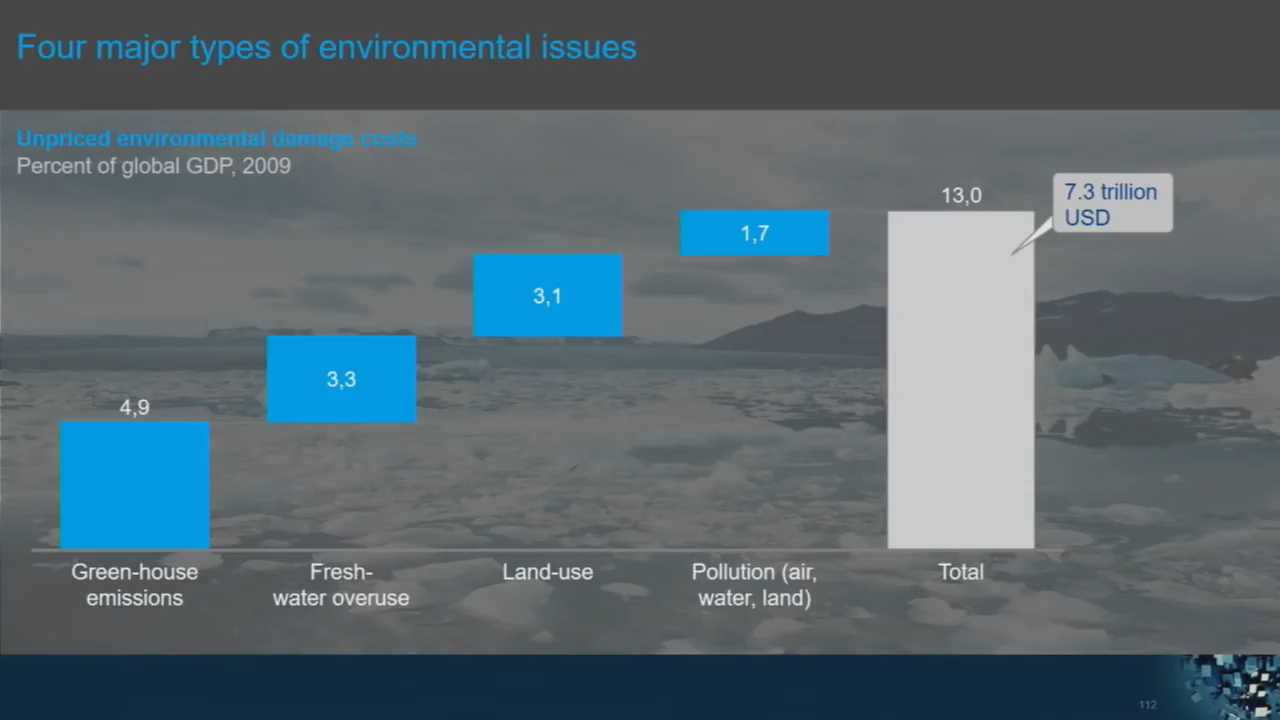 Four major types of environmental issues
Unpriced environmental damage costs
Percent of global GDP, 2009
4,9
3,3
3,1
1,7
13,0
7.3 trillion
USD
Green-house
emissions
Fresh-
water overuse
Land-use
Pollution (air,
water, land)
Total
112